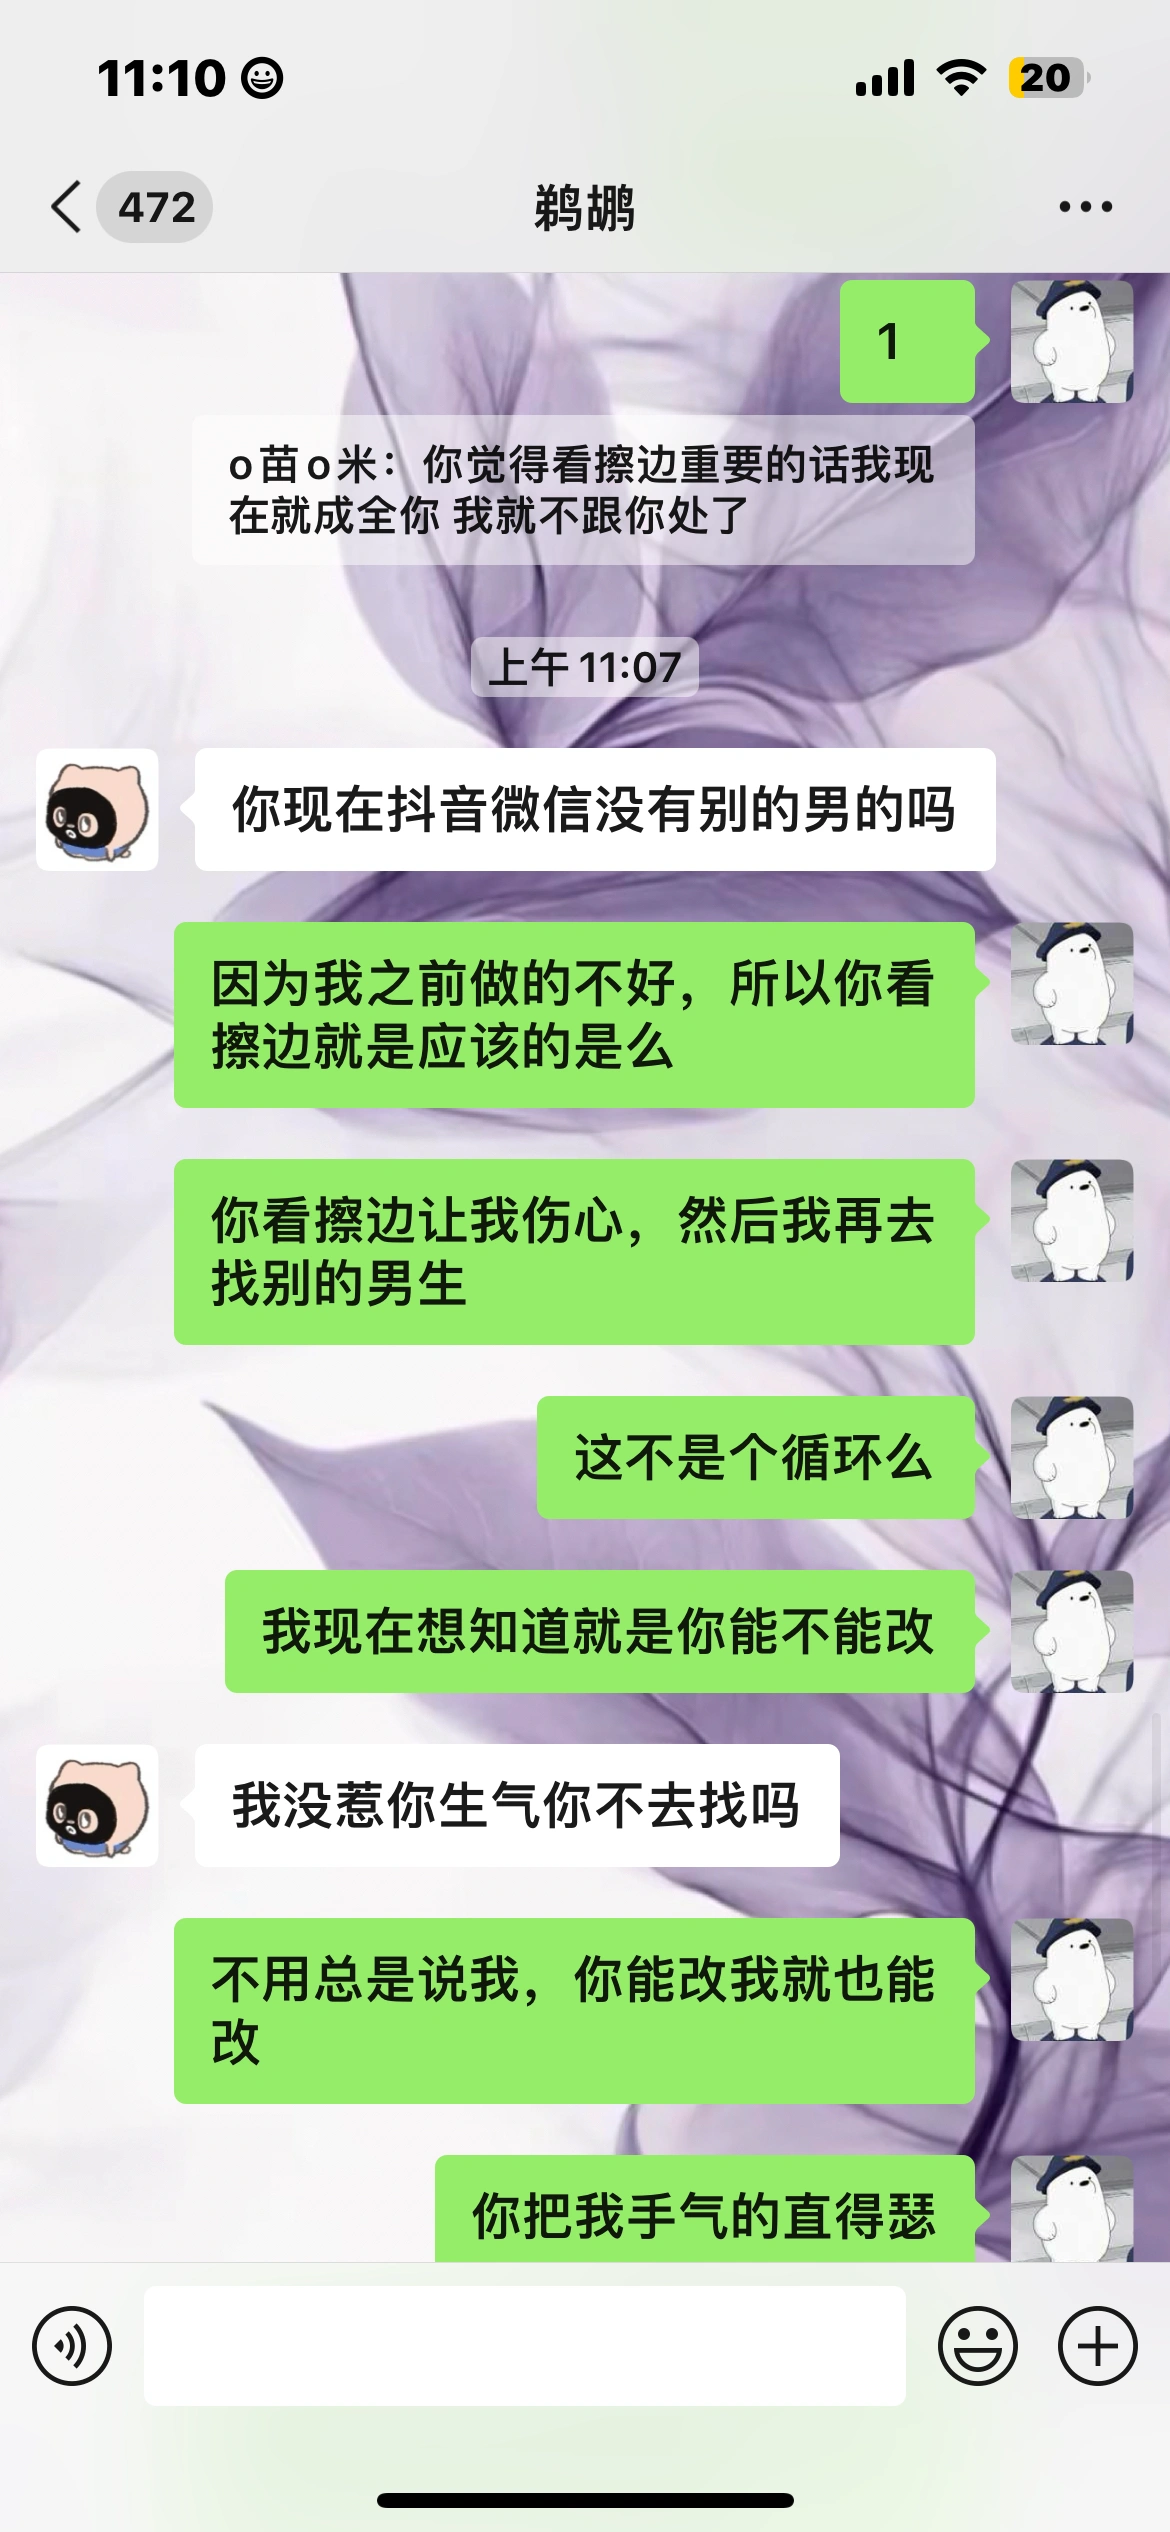 11:10
20
472
鹈鹕
1
o苗o米：你觉得看擦边重要的话我现
在就成全你 我就不跟你处了
上午 11:07
你现在抖音微信没有别的男的吗
因为我之前做的不好，所以你看
擦边就是应该的是么
你看擦边让我伤心，然后我再去
找别的男生
这不是个循环么
我现在想知道就是你能不能改
我没惹你生气你不去找吗
不用总是说我，你能改我就也能
改
你把我手气的直得瑟